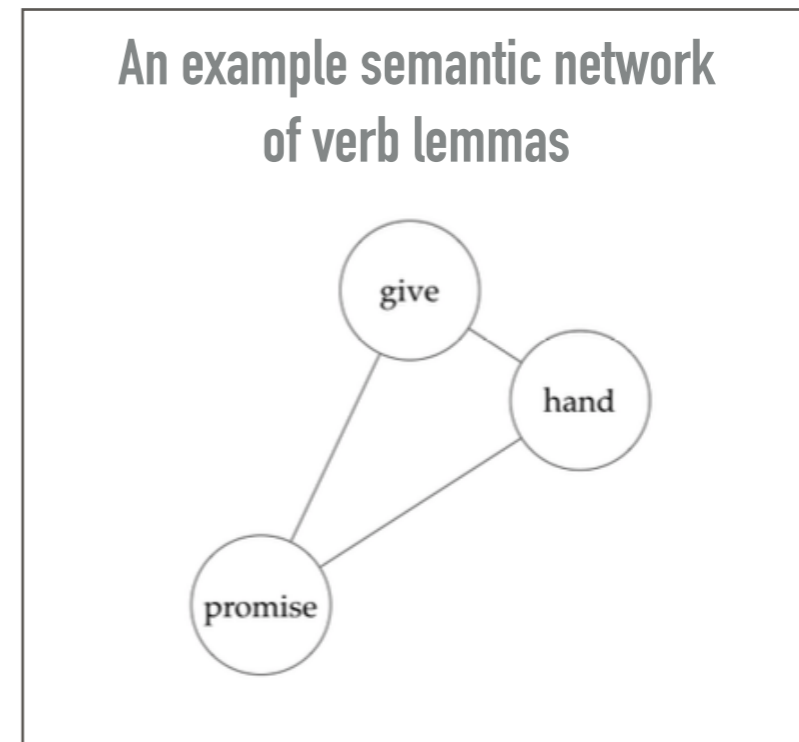 An example semantic network
of verb lemmas
give
hand
promise